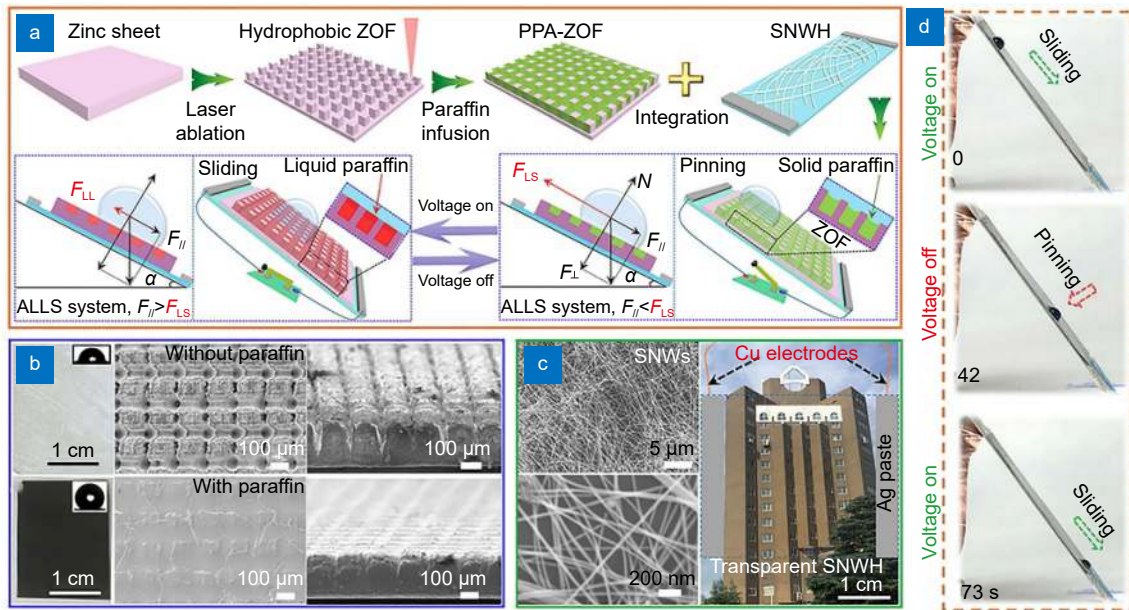 a
Zinc sheet
Hydrophobic ZOF
PPA-ZOF
SNWH
Laser
ablation
Paraffin
infusion
Integration
F_LL
F_//
α
ALLS system, F_//>F_LS
Sliding
Liquid paraffin
Voltage on
Voltage off
F_LS
N
F_//
F_⊥
α
ALLS system, F_//<F_LS
Pinning
Solid paraffin
ZOF
b
Without paraffin
1 cm
100 µm
100 µm
With paraffin
1 cm
100 µm
100 µm
c
SNWs
5 µm
200 nm
Cu electrodes
Ag paste
Transparent SNWH
1 cm
d
Voltage on
Sliding
0
Voltage off
Pinning
42
Voltage on
Sliding
73 s